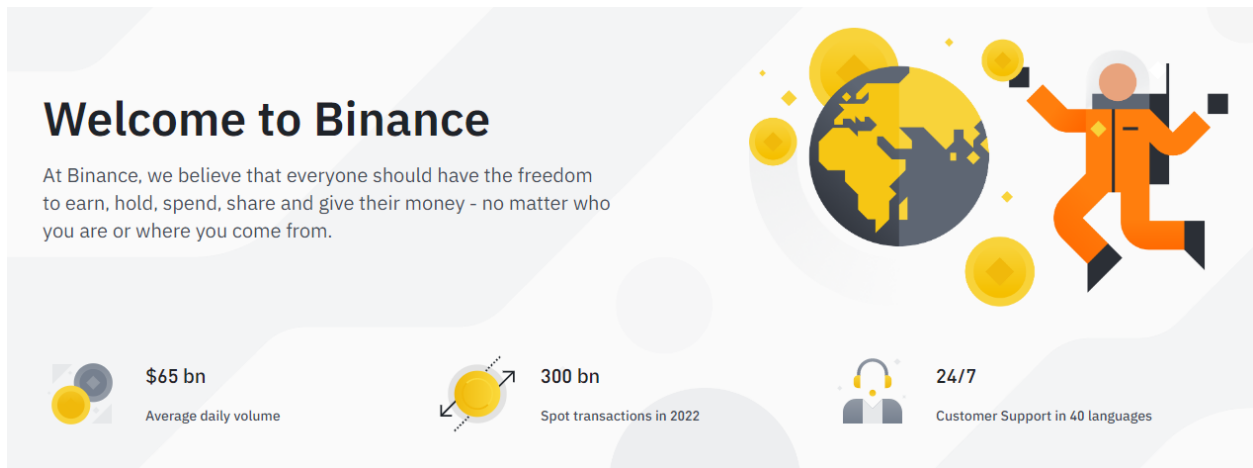 Welcome to Binance
At Binance, we believe that everyone should have the freedom
to earn, hold, spend, share and give their money - no matter who
you are or where you come from.
$65 bn
Average daily volume
300 bn
Spot transactions in 2022
24/7
Customer Support in 40 languages